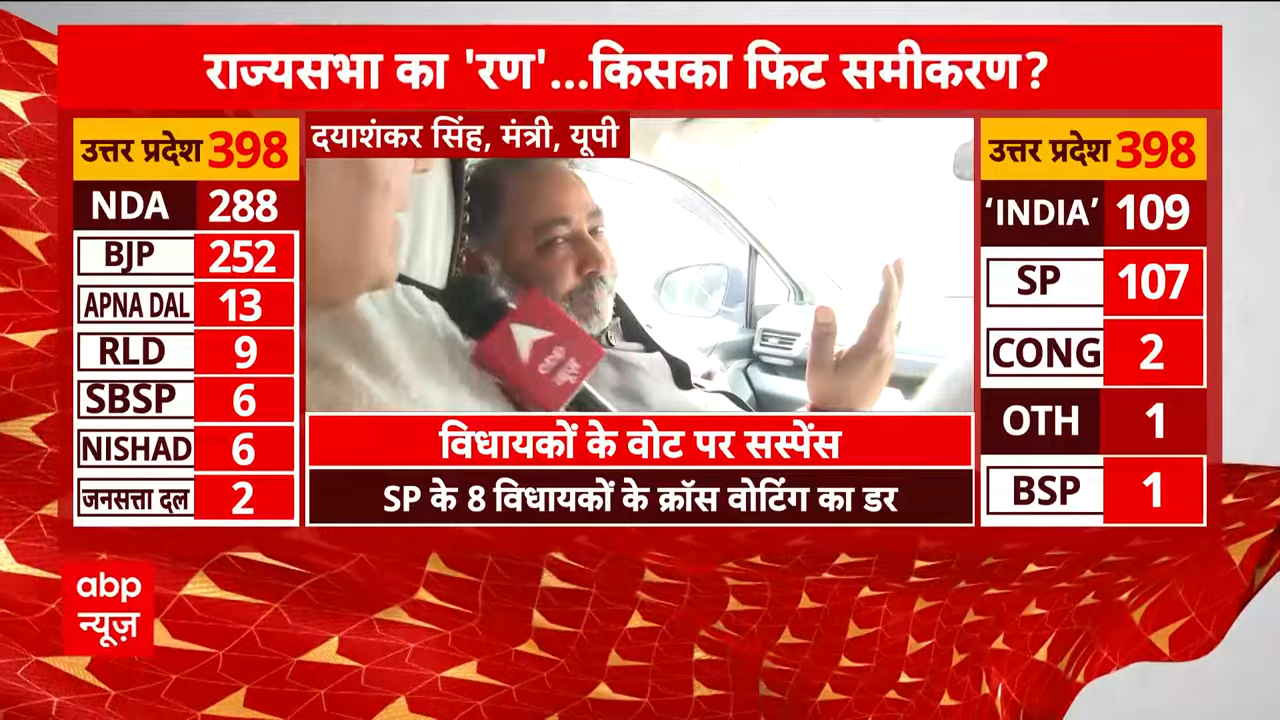 राज्यसभा का 'रण'...किसका फिट समीकरण?
उत्तर प्रदेश 398
NDA 288
BJP 252
APNA DAL 13
RLD 9
SBSP 6
NISHAD 6
जनसत्ता दल 2
दयाशंकर सिंह, मंत्री, यूपी
विधायकों के वोट पर सस्पेंस
SP के 8 विधायकों के क्रॉस वोटिंग का डर
उत्तर प्रदेश 398
‘INDIA’ 109
SP 107
CONG 2
OTH 1
BSP 1
abp
न्यूज़